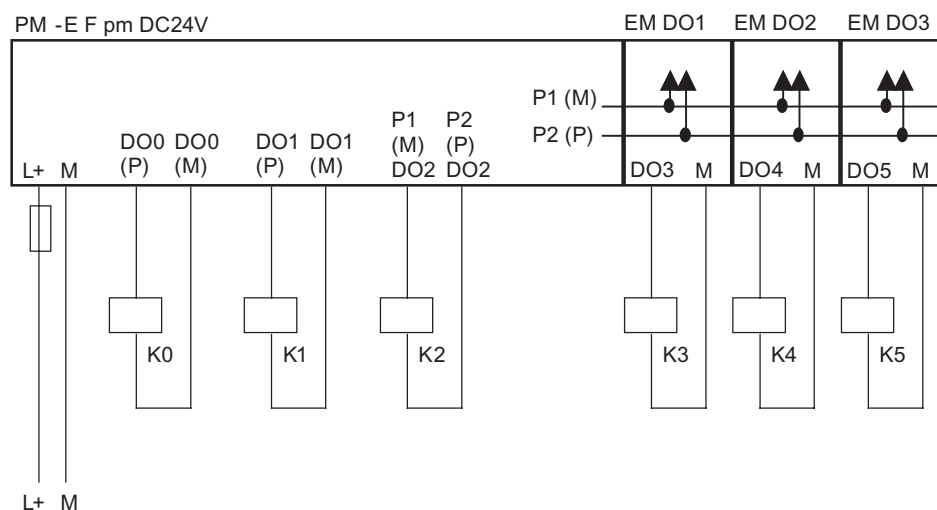 PM -E F pm DC24V EM DO1 EM DO2 EM DO3
P1 (M)
P2 (P)
P1 P2
(M) (P)
DO0 DO0 DO1 DO1
(P) (M) (P) (M)
DO2 DO2
L+ M
DO3 M DO4 M DO5 M
K0 K1 K2 K3 K4 K5
L+ M